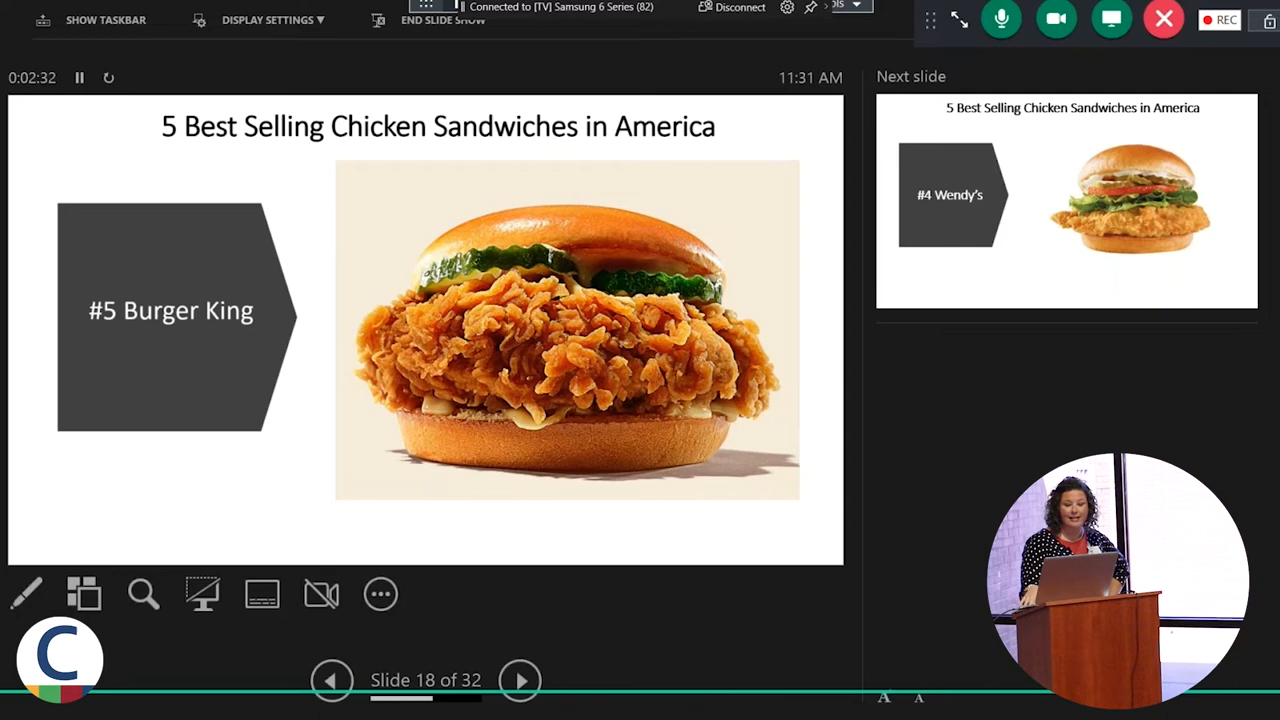 SHOW TASKBAR
DISPLAY SETTINGS ▼
END SLIDE SHOW
Connected to [TV] Samsung 6 Series (82)
Disconnect
REC
0:02:32
11:31 AM
Next slide
5 Best Selling Chicken Sandwiches in America
#5 Burger King
5 Best Selling Chicken Sandwiches in America
#4 Wendy's
C
Slide 18 of 32
A A